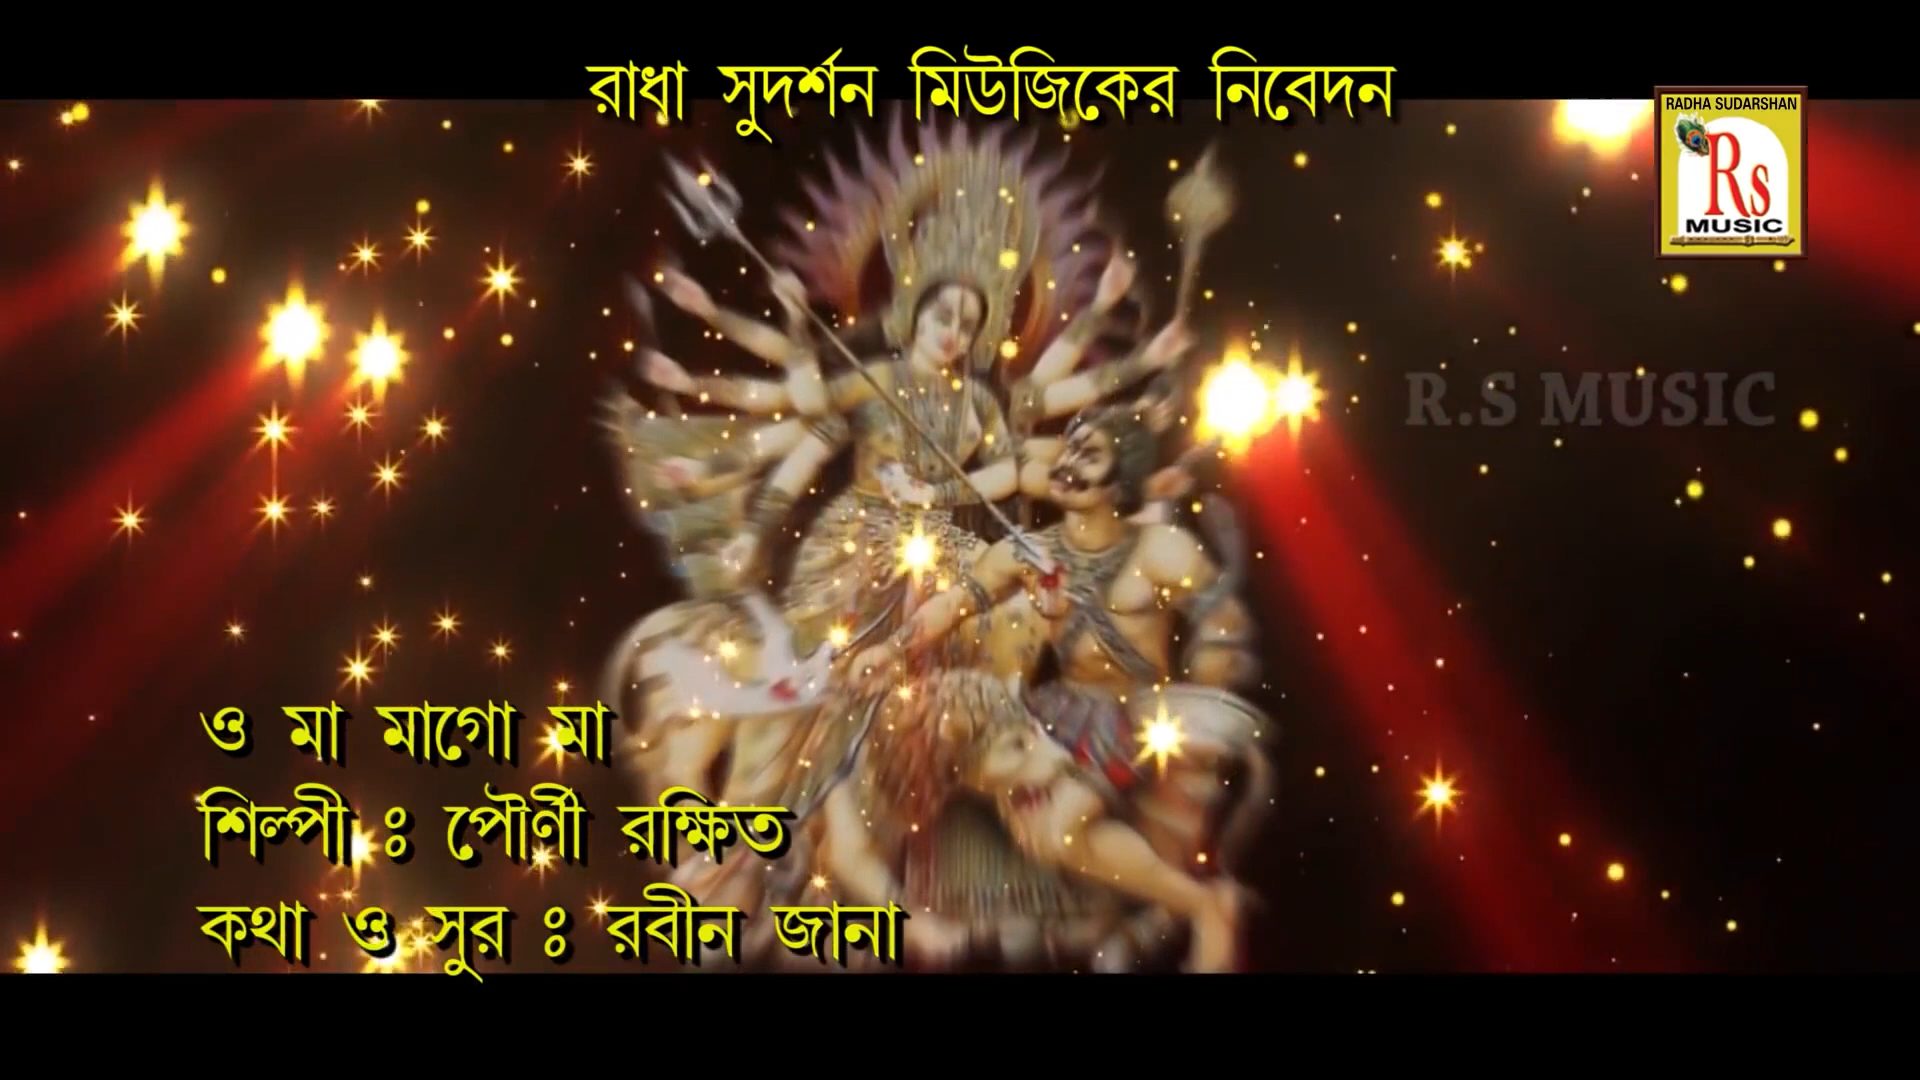 রাধা সুদর্শন মিউজিকের নিবেদন
RADHA SUDARSHAN
Rs
MUSIC
R.S MUSIC
ও মা মাগো মা
শিল্পী ঃ পৌর্ণী রক্ষিত
কথা ও সুর ঃ রবীন জানা